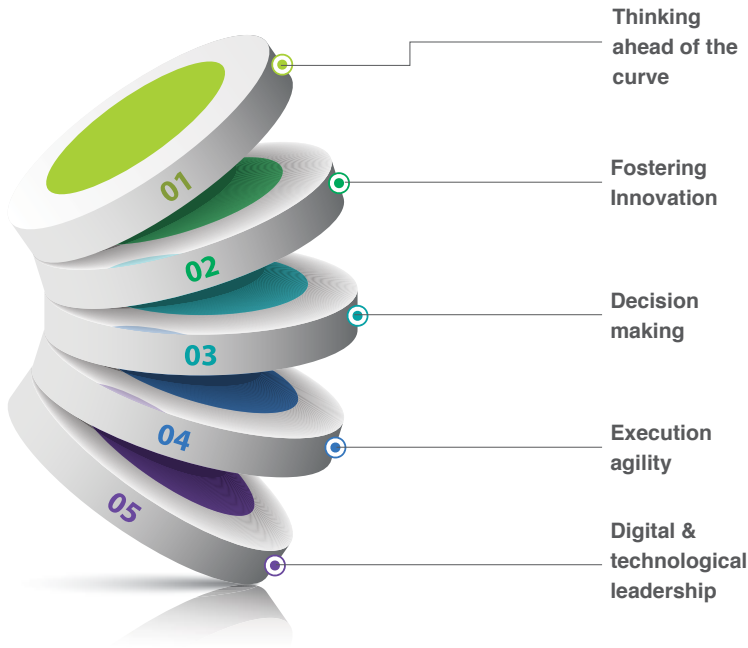 Thinking
ahead of the
curve
01
Fostering
Innovation
02
Decision
making
03
Execution
agility
04
Digital &
technological
leadership
05